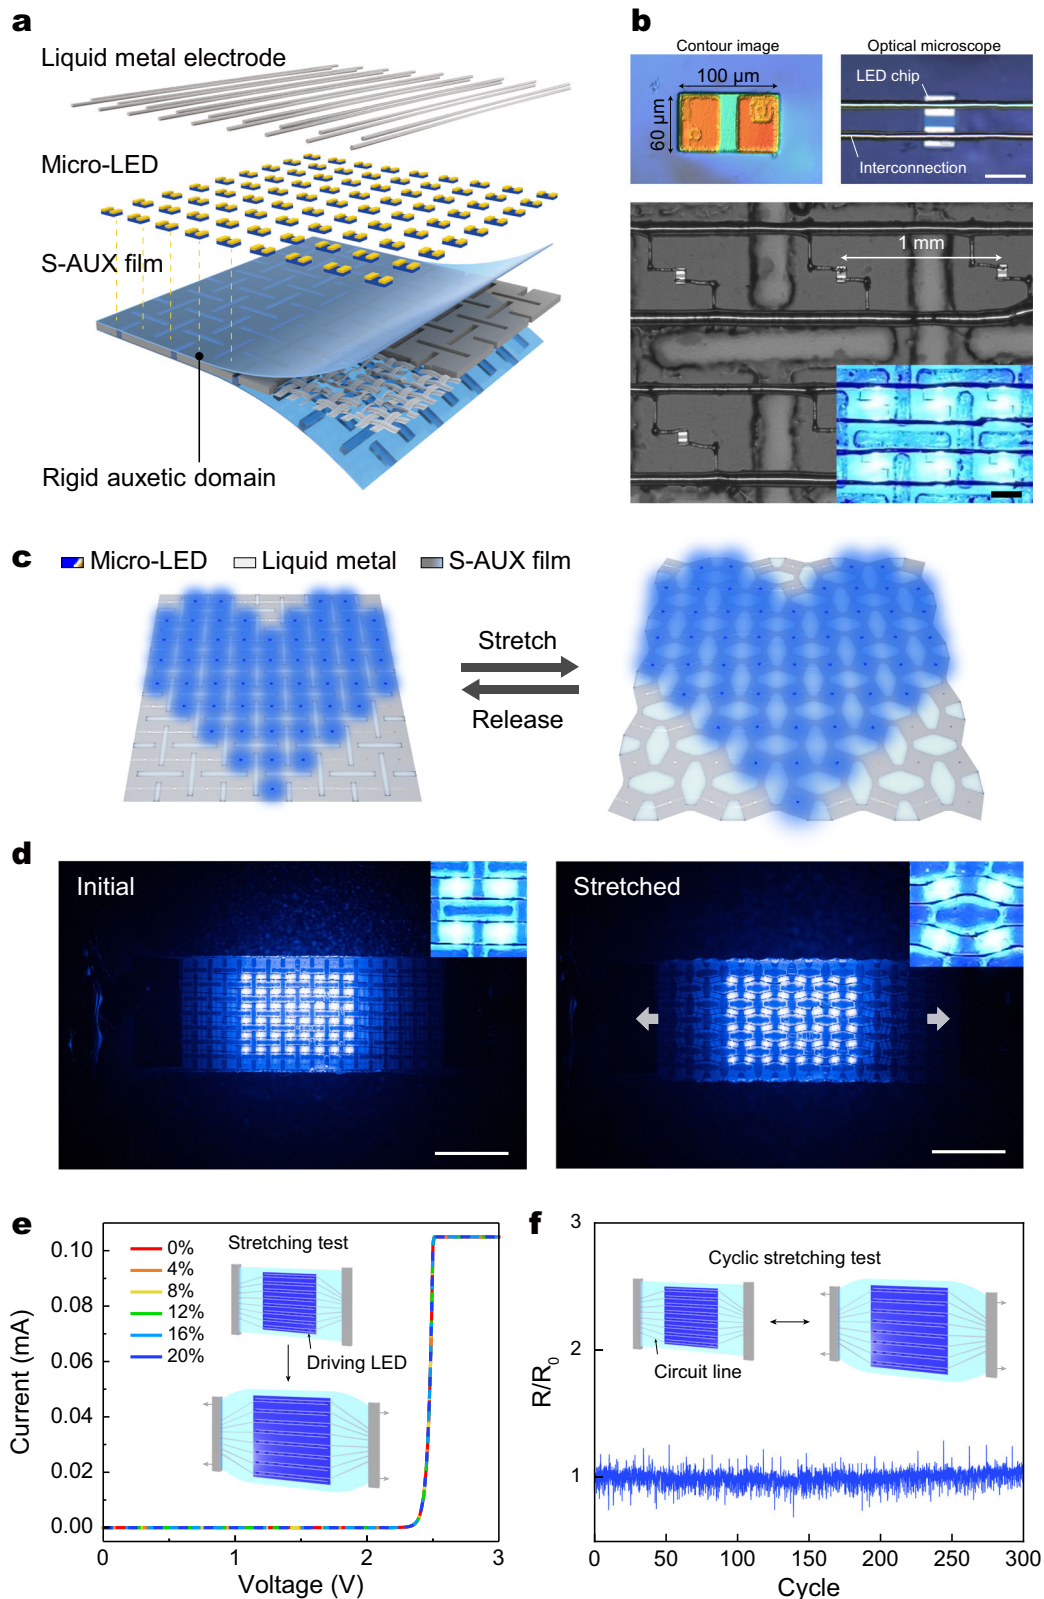 a
Liquid metal electrode
Micro-LED
S-AUX film
Rigid auxetic domain
b
Contour image
Optical microscope
100 μm
60 μm
LED chip
Interconnection
1 mm
c
Micro-LED
Liquid metal
S-AUX film
Stretch
Release
d
Initial
Stretched
e
Current (mA)
0.10
0.08
0.06
0.04
0.02
0.00
0%
4%
8%
12%
16%
20%
Stretching test
Driving LED
0
1
2
3
Voltage (V)
f
R/R0
3
2
1
Cyclic stretching test
Circuit line
0
50
100
150
200
250
300
Cycle